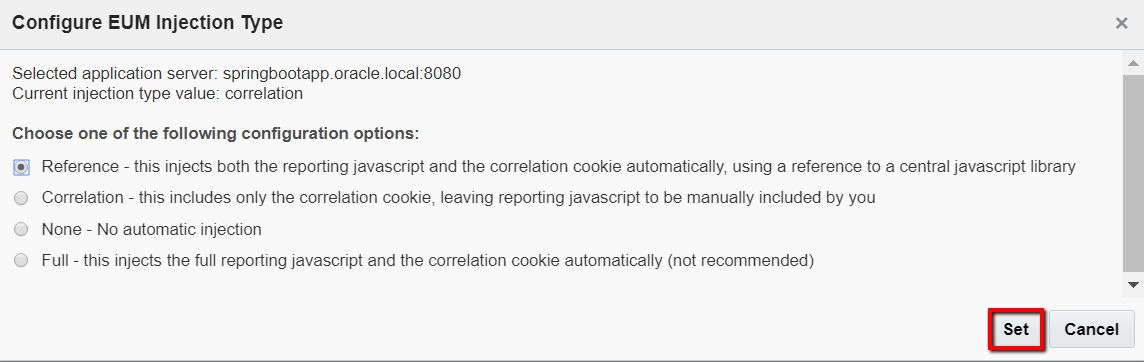 Configure EUM Injection Type
Selected application server: springbootapp.oracle.local:8080
Current injection type value: correlation
Choose one of the following configuration options:
Reference - this injects both the reporting javascript and the correlation cookie automatically, using a reference to a central javascript library
Correlation - this includes only the correlation cookie, leaving reporting javascript to be manually included by you
None - No automatic injection
Full - this injects the full reporting javascript and the correlation cookie automatically (not recommended)
Set Cancel